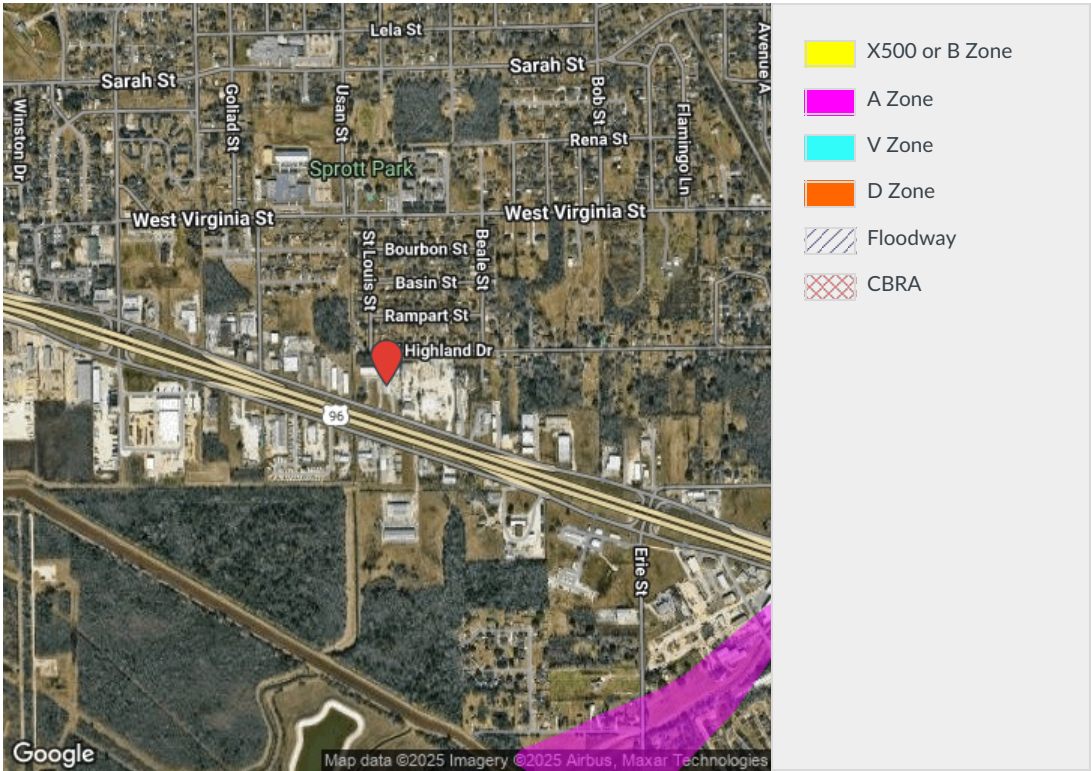 Lela St
Avenue A
Sarah St
Sarah St
Winston Dr
Goliad St
Usan St
Bob St
Flamingo Ln
Rena St
Sprott Park
West Virginia St
West Virginia St
St Louis St
Bourbon St
Beale St
Basin St
Rampart St
Highland Dr
96
Erie St
Google
Map data ©2025 Imagery ©2025 Airbus, Maxar Technologies
X500 or B Zone
A Zone
V Zone
D Zone
Floodway
CBRA